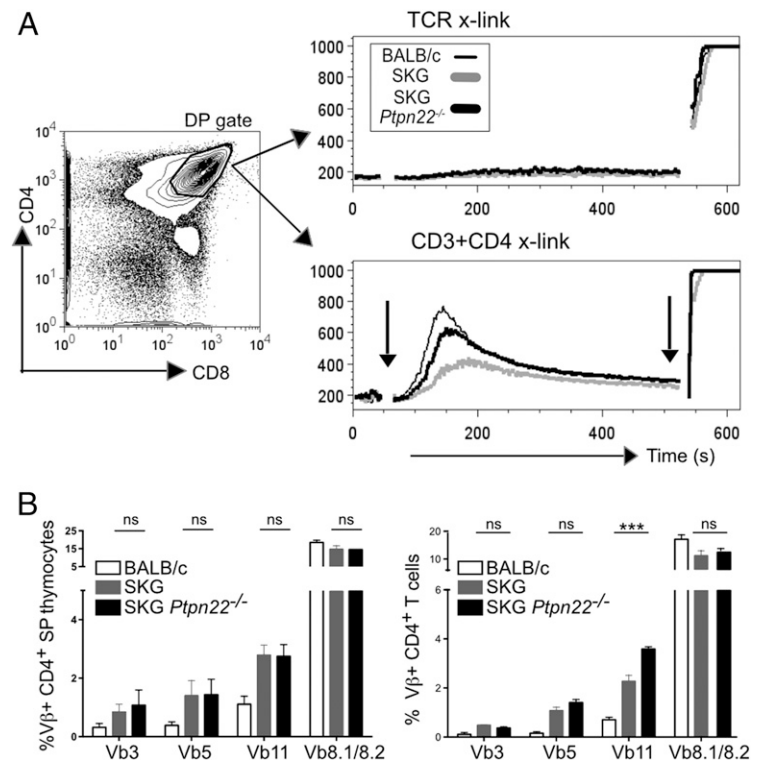 A
TCR x-link
1000
800
600
400
200
0
200
400
600
BALB/c
SKG
SKG
Ptpn22-/-
DP gate
10^4
10^3
10^2
10^1
10^0
CD4
10^0
10^1
10^2
10^3
10^4
CD8
CD3+CD4 x-link
1000
800
600
400
200
0
200
400
600
Time (s)
B
%Vβ+ CD4+ SP thymocytes
25
15
5
4
2
0
ns
ns
ns
ns
BALB/c
SKG
SKG Ptpn22-/-
Vb3
Vb5
Vb11
Vb8.1/8.2
% Vβ+ CD4+ T cells
20
10
6
4
2
0
ns
ns
***
ns
BALB/c
SKG
SKG Ptpn22-/-
Vb3
Vb5
Vb11
Vb8.1/8.2